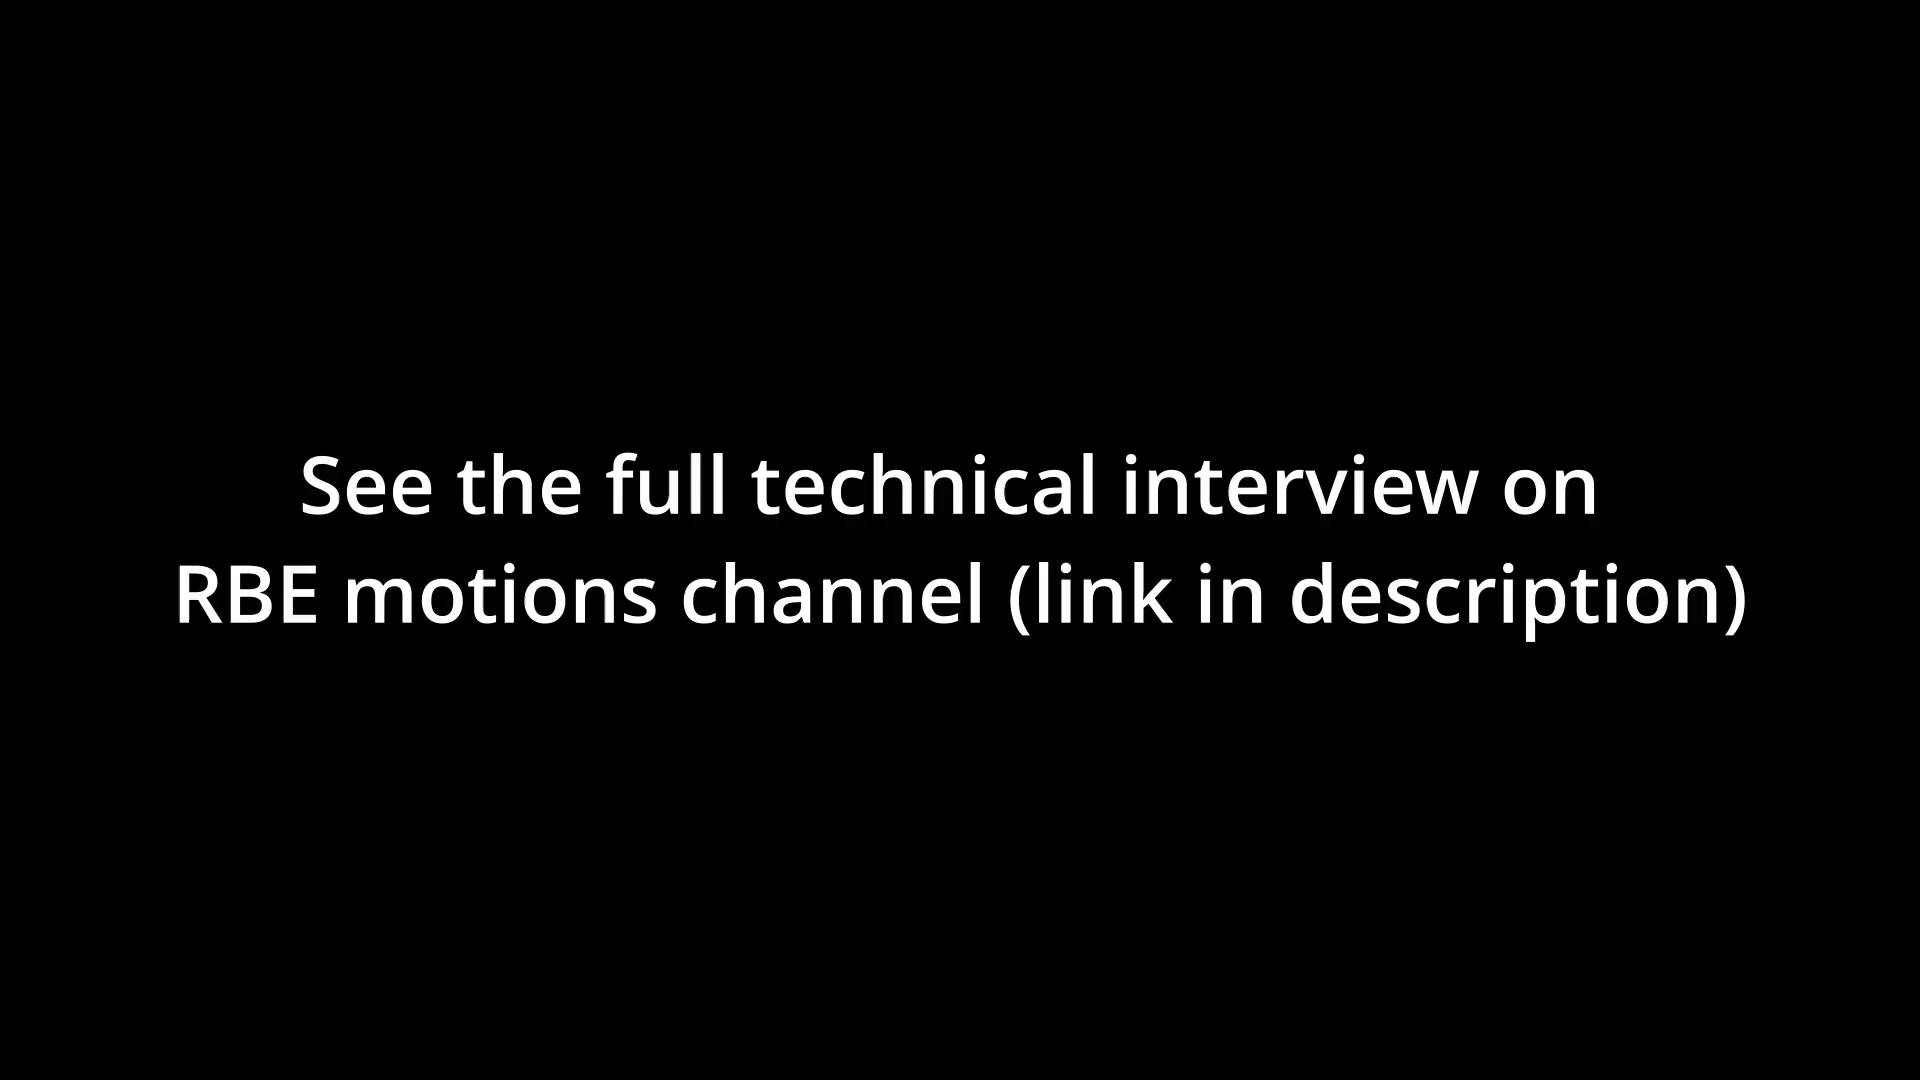 See the full technical interview on
RBE motions channel (link in description)